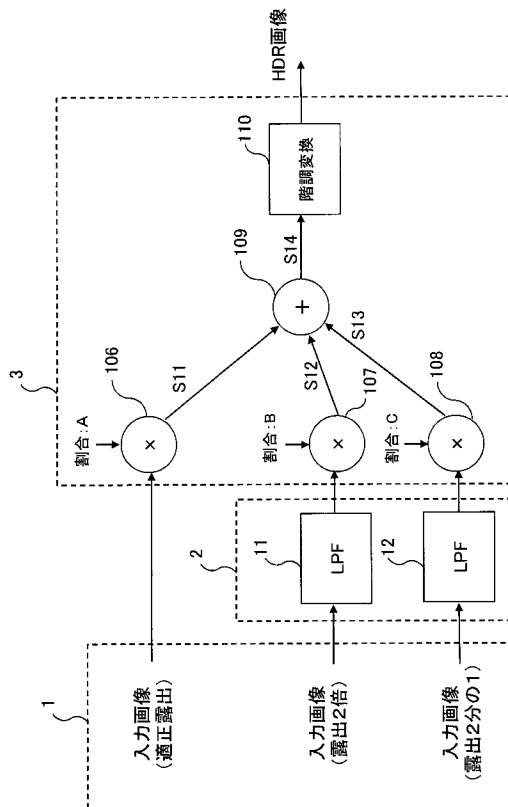 1
入力画像
(適正露出)
入力画像
(露出2倍)
入力画像
(露出2分の1)
2
11
LPF
12
LPF
3
割合:A
×
106
割合:B
×
107
割合:C
×
108
S11
S12
S13
109
+
S14
110
階調変換
HDR画像